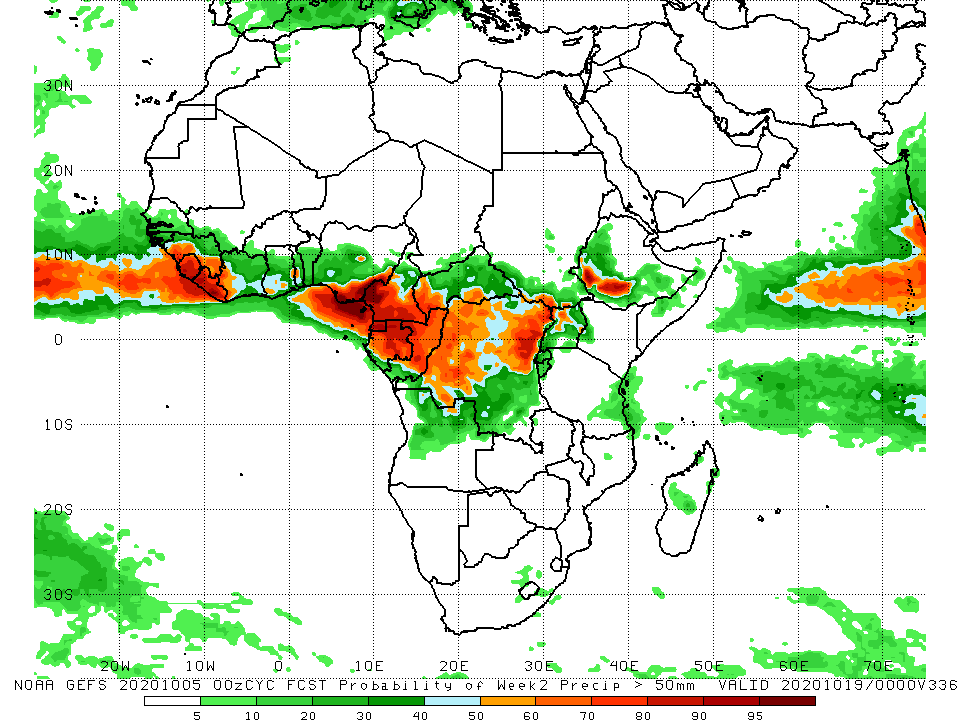 30N
20N
10N
0
10S
20S
30S
20W 10W 0 10E 20E 30E 40E 50E 60E 70E
NOAA GEFS 20201005 00zCYC FCST Probability of Week2 Precip > 50mm VALID 20201019/0000V336
5 10 20 30 40 50 60 70 80 90 95